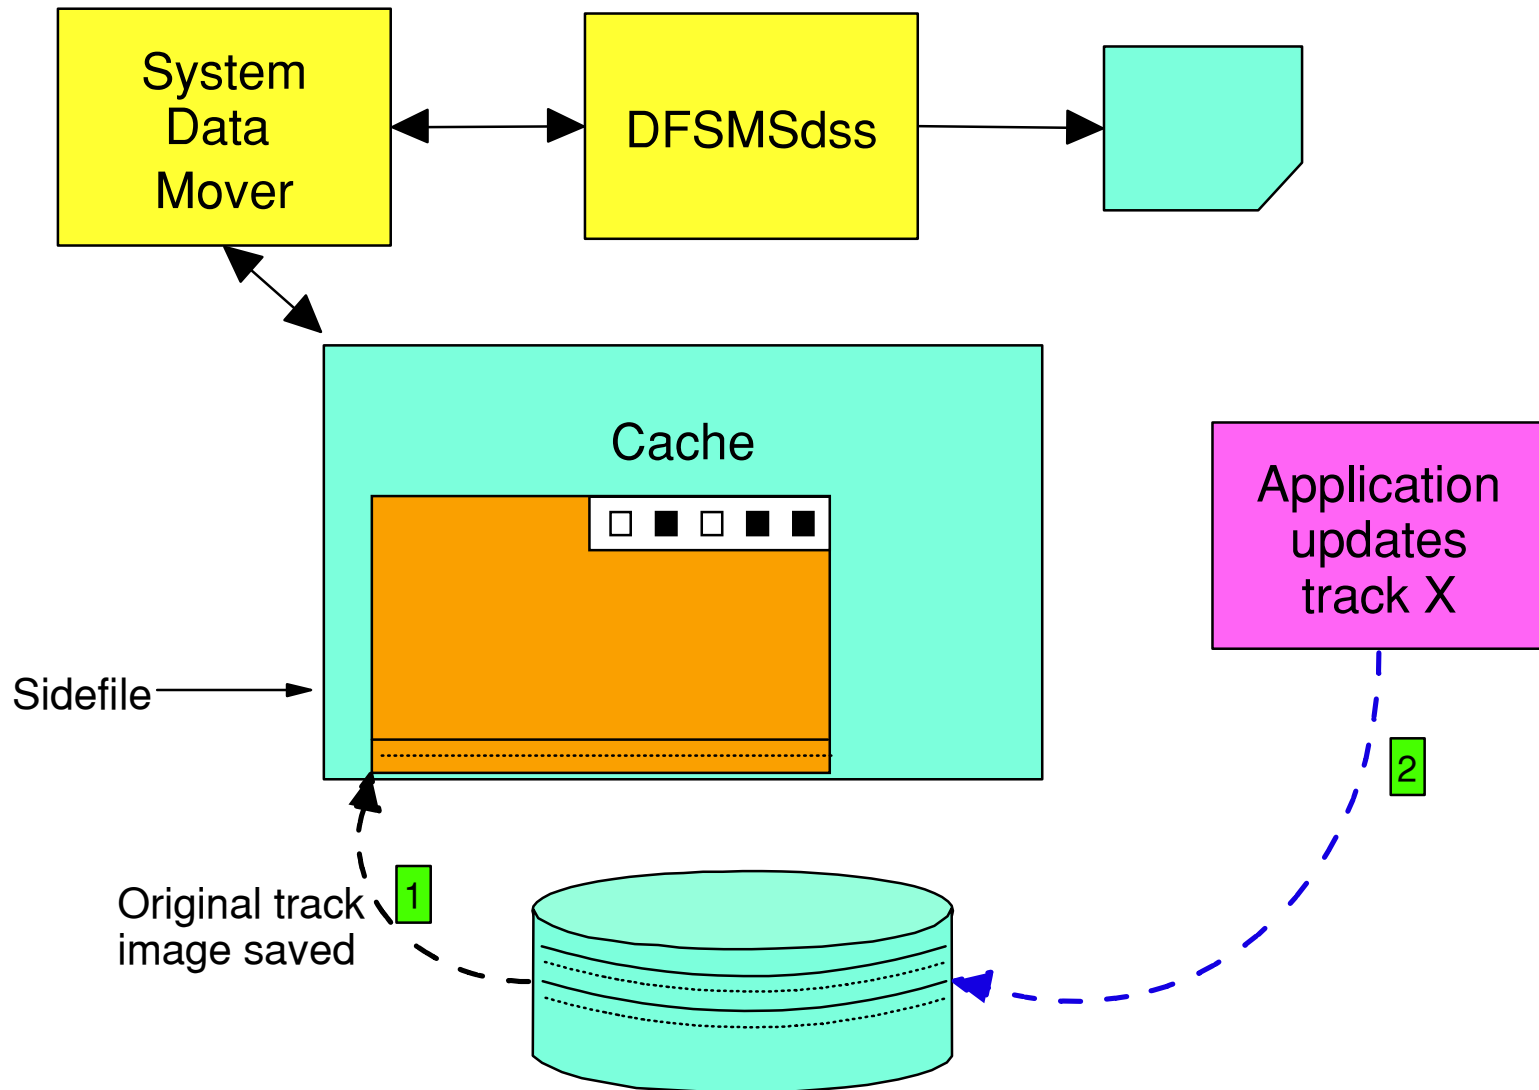 System
Data
Mover
DFSMSdss
Cache
Application
updates
track X
Sidefile
2
1
Original track
image saved